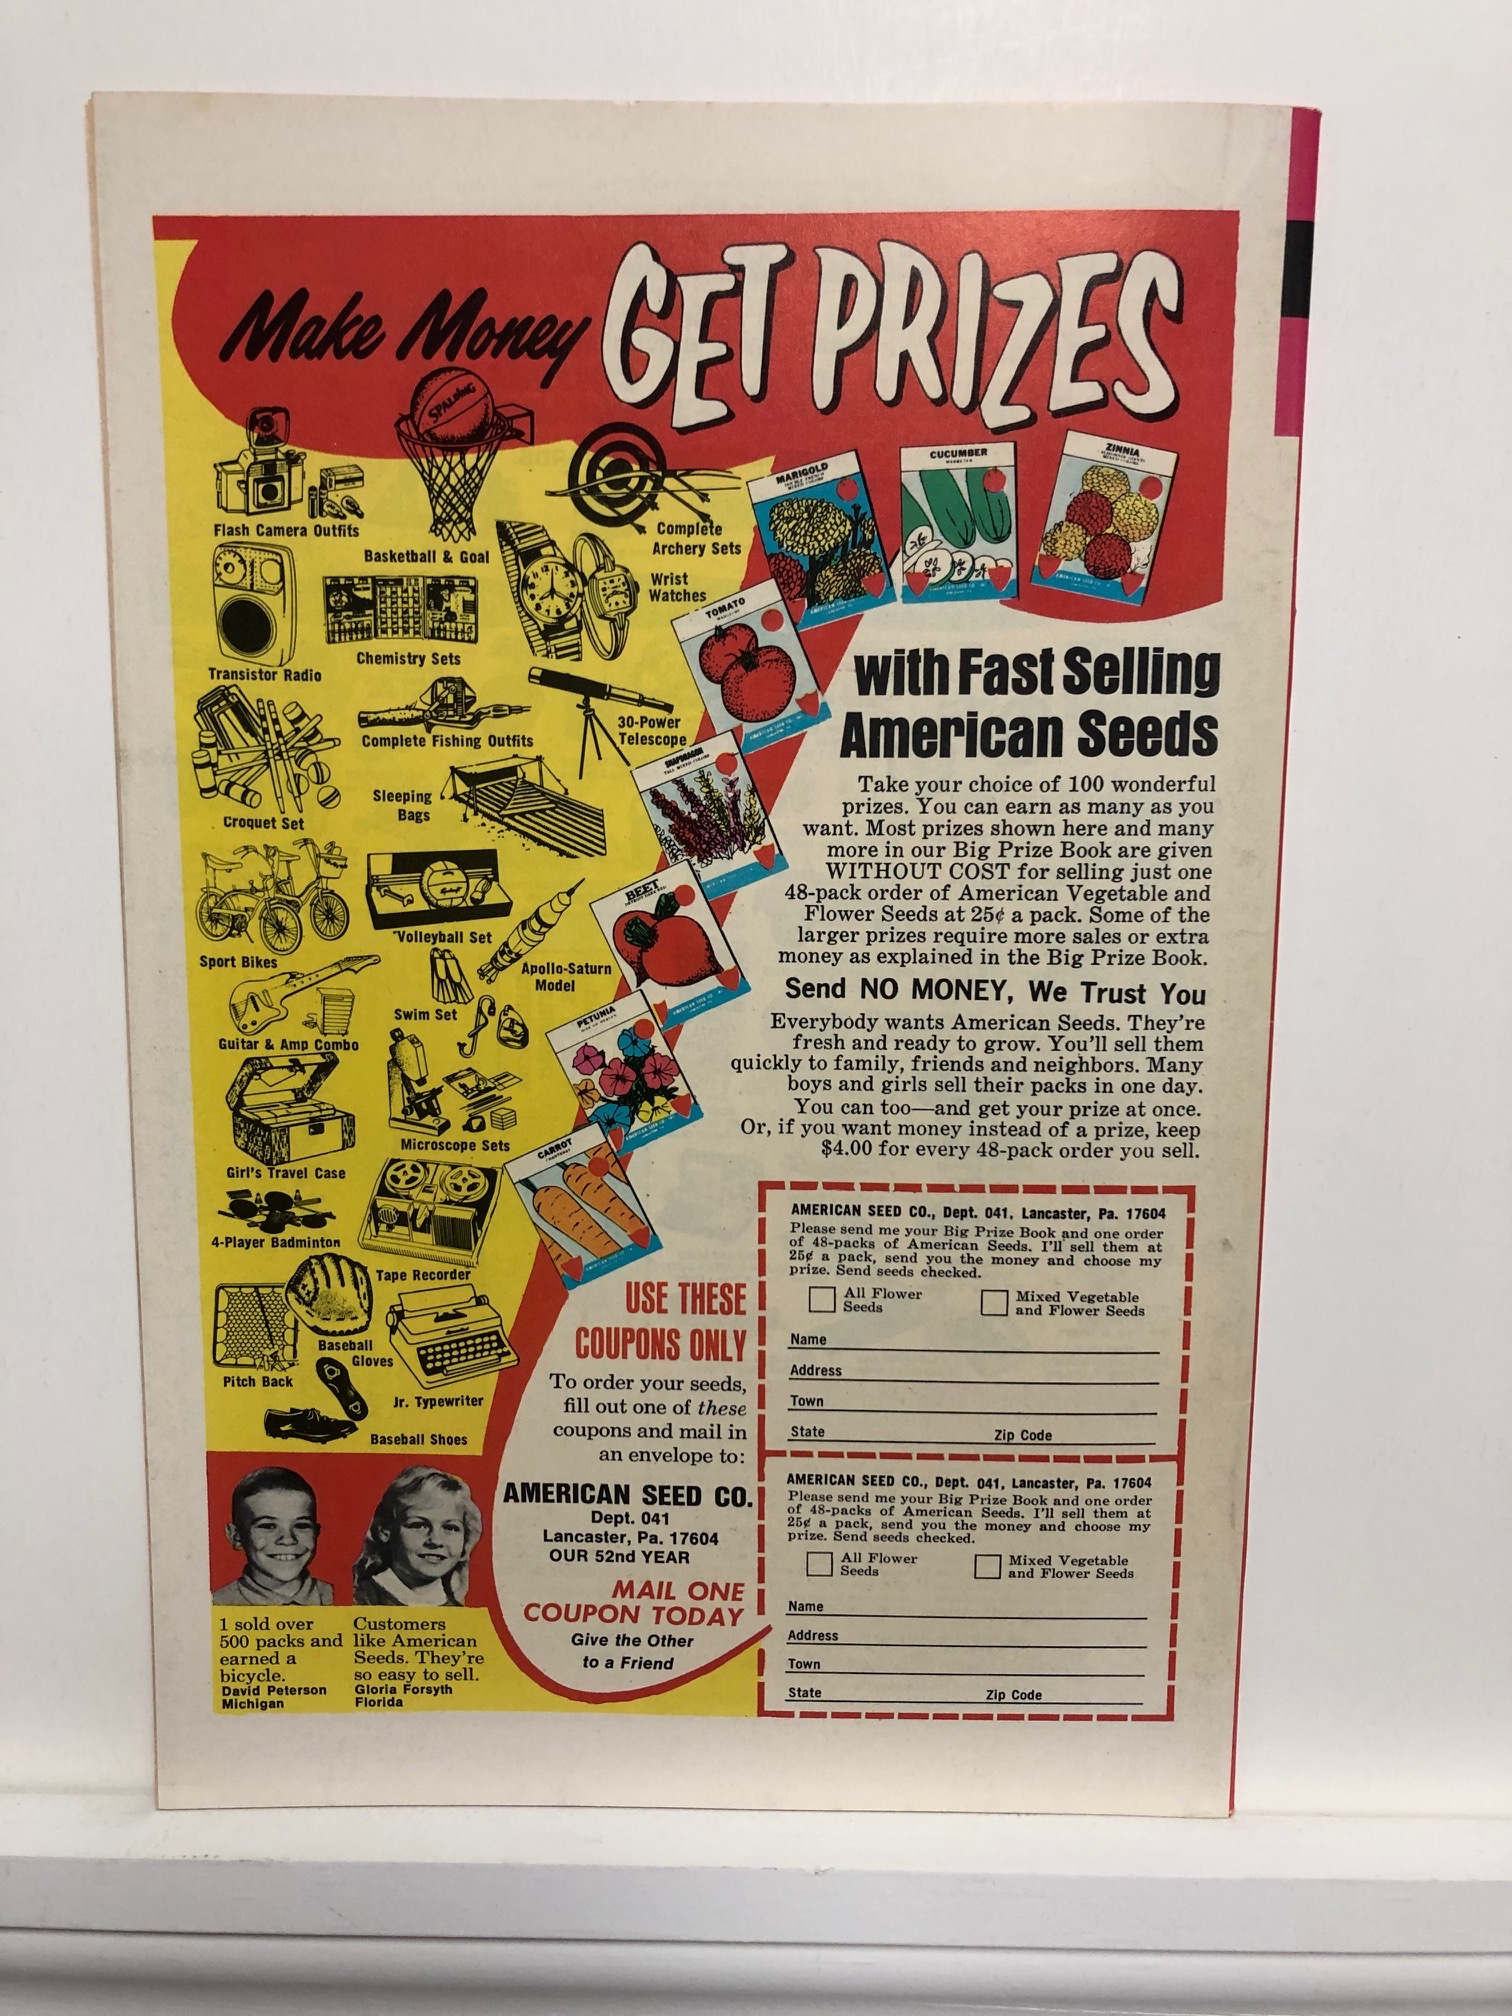 Make Money GET PRIZES
SPALDING
Flash Camera Outfits
Basketball & Goal
Complete
Archery Sets
Wrist
Watches
Transistor Radio
Chemistry Sets
30-Power
Telescope
Complete Fishing Outfits
Croquet Set
Sleeping
Bags
Sport Bikes
Volleyball Set
Apollo-Saturn
Model
Swim Set
Guitar & Amp Combo
Microscope Sets
Girl's Travel Case
4-Player Badminton
Tape Recorder
Pitch Back
Baseball
Gloves
Jr. Typewriter
Baseball Shoes
MARIGOLD
CUCUMBER
ZINNIA
TOMATO
SNAPDRAGON
BEET
PETUNIA
CARROT
with Fast Selling
American Seeds
Take your choice of 100 wonderful
prizes. You can earn as many as you
want. Most prizes shown here and many
more in our Big Prize Book are given
WITHOUT COST for selling just one
48-pack order of American Vegetable and
Flower Seeds at 25¢ a pack. Some of the
larger prizes require more sales or extra
money as explained in the Big Prize Book.
Send NO MONEY, We Trust You
Everybody wants American Seeds. They're
fresh and ready to grow. You'll sell them
quickly to family, friends and neighbors. Many
boys and girls sell their packs in one day.
You can too—and get your prize at once.
Or, if you want money instead of a prize, keep
$4.00 for every 48-pack order you sell.
USE THESE
COUPONS ONLY
To order your seeds,
fill out one of these
coupons and mail in
an envelope to:
AMERICAN SEED CO.
Dept. 041
Lancaster, Pa. 17604
OUR 52nd YEAR
MAIL ONE
COUPON TODAY
Give the Other
to a Friend
AMERICAN SEED CO., Dept. 041, Lancaster, Pa. 17604
Please send me your Big Prize Book and one order
of 48-packs of American Seeds. I'll sell them at
25¢ a pack, send you the money and choose my
prize. Send seeds checked.
All Flower
Seeds
Mixed Vegetable
and Flower Seeds
Name
Address
Town
State Zip Code
AMERICAN SEED CO., Dept. 041, Lancaster, Pa. 17604
Please send me your Big Prize Book and one order
of 48-packs of American Seeds. I'll sell them at
25¢ a pack, send you the money and choose my
prize. Send seeds checked.
All Flower
Seeds
Mixed Vegetable
and Flower Seeds
Name
Address
Town
State Zip Code
1 sold over
500 packs and
earned a
bicycle.
David Peterson
Michigan
Customers
like American
Seeds. They're
so easy to sell.
Gloria Forsyth
Florida